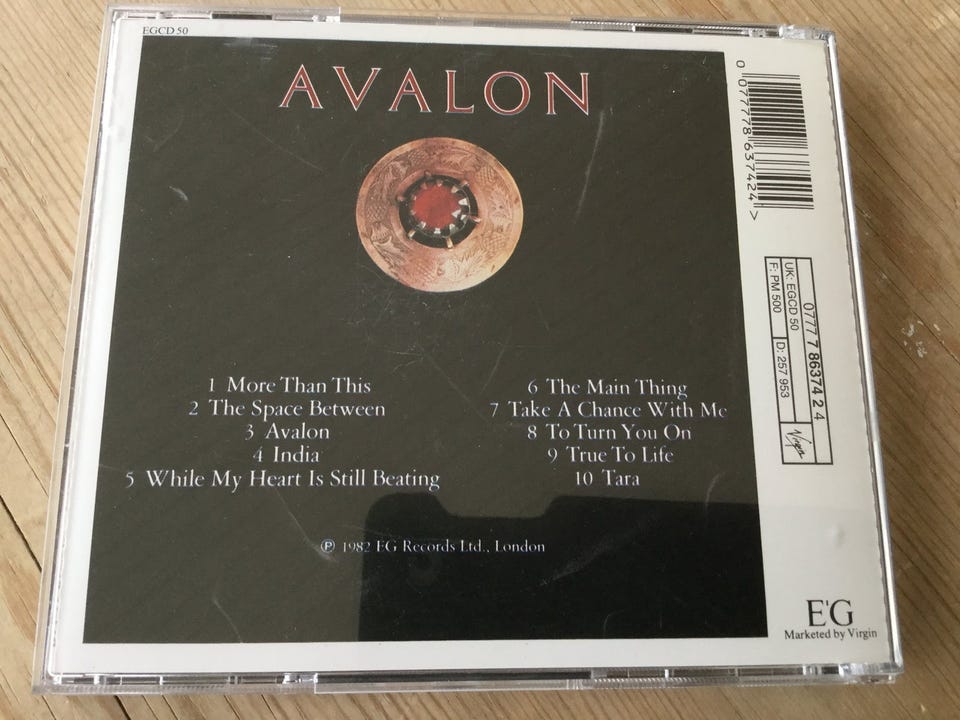 EGCD 50
AVALON
1 More Than This
2 The Space Between
3 Avalon
4 India
5 While My Heart Is Still Beating
6 The Main Thing
7 Take A Chance With Me
8 To Turn You On
9 True To Life
10 Tara
℗ 1982 EG Records Ltd., London
0 077778 637424 >
0777 7 86374 2 4
UK: EGCD 50
F: PM 500
D: 257 953
Virgin
E'G
Marketed by Virgin